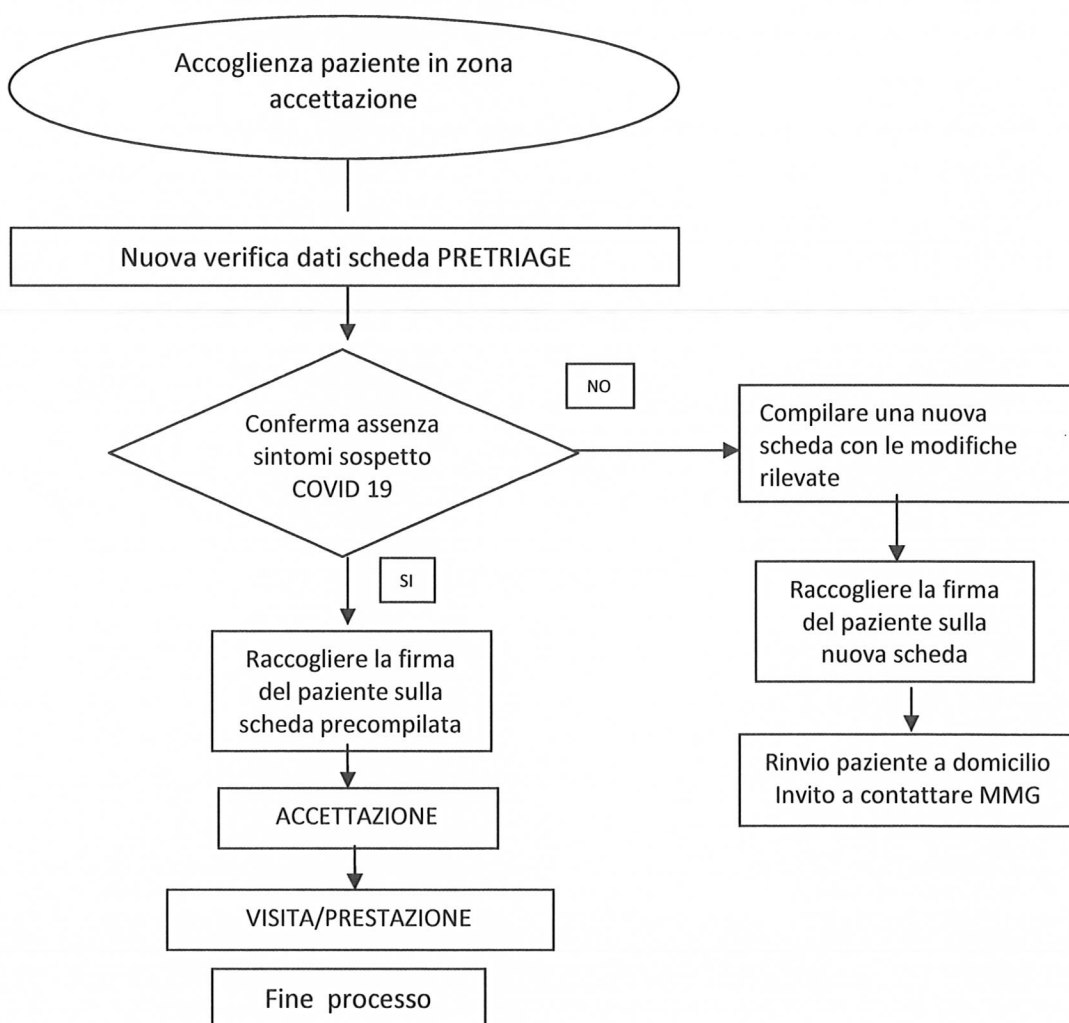 Accoglienza paziente in zona
accettazione
Nuova verifica dati scheda PRETRIAGE
Conferma assenza
sintomi sospetto
COVID 19
NO
Compilare una nuova
scheda con le modifiche
rilevate
SI
Raccogliere la firma
del paziente sulla
nuova scheda
Raccogliere la firma
del paziente sulla
scheda precompilata
Rinvio paziente a domicilio
Invito a contattare MMG
ACCETTAZIONE
VISITA/PRESTAZIONE
Fine processo